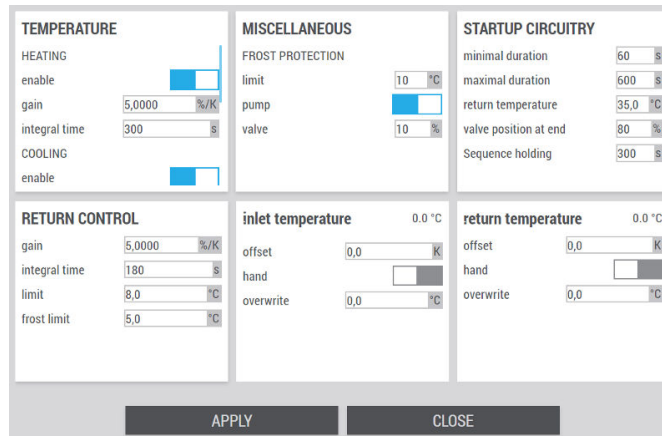 TEMPERATURE
HEATING
enable
gain 5,0000 %/K
integral time 300 s
COOLING
enable
MISCELLANEOUS
FROST PROTECTION
limit 10 °C
pump
valve 10 %
STARTUP CIRCUITRY
minimal duration 60 s
maximal duration 600 s
return temperature 35,0 °C
valve position at end 80 %
Sequence holding 300 s
RETURN CONTROL
gain 5,0000 %/K
integral time 180 s
limit 8,0 °C
frost limit 5,0 °C
inlet temperature 0.0 °C
offset 0,0 K
hand
overwrite 0,0 °C
return temperature 0.0 °C
offset 0,0 K
hand
overwrite 0,0 °C
APPLY CLOSE